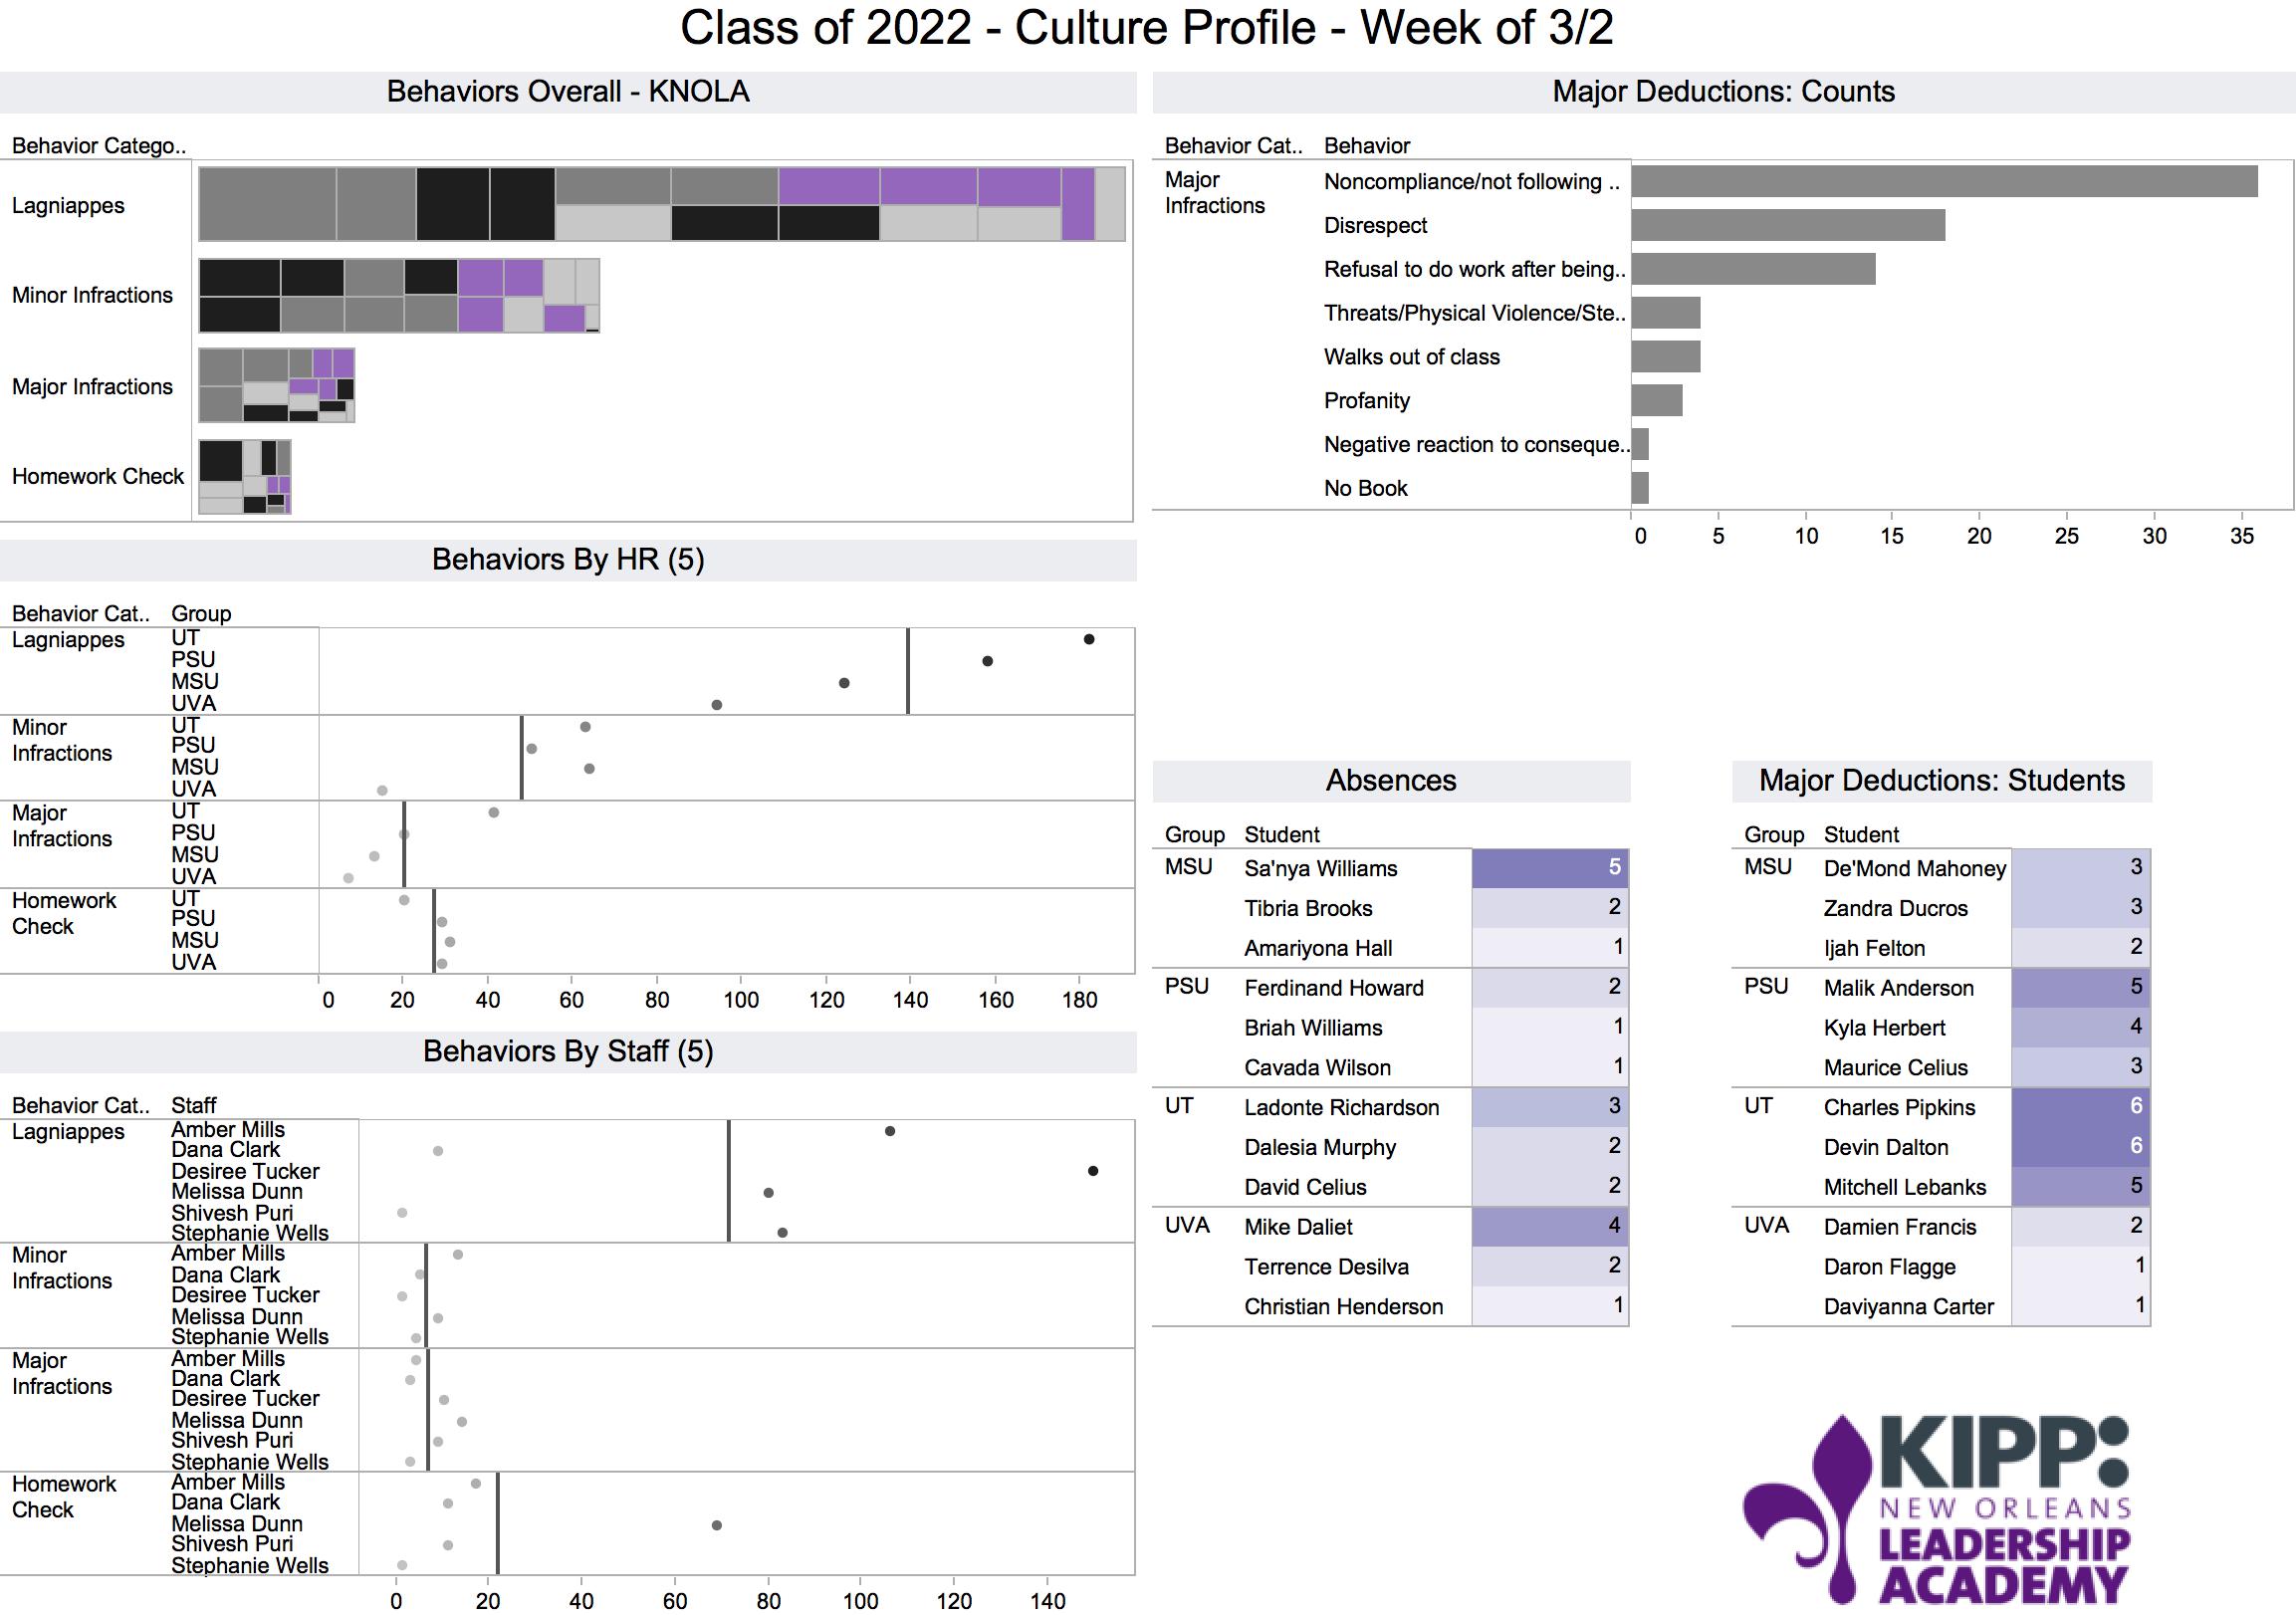 Class of 2022 - Culture Profile - Week of 3/2
Behaviors Overall - KNOLA
Behavior Catego..
Lagniappes
Minor Infractions
Major Infractions
Homework Check
Major Deductions: Counts
Behavior Cat.. Behavior
Major Infractions
Noncompliance/not following ..
Disrespect
Refusal to do work after being..
Threats/Physical Violence/Ste..
Walks out of class
Profanity
Negative reaction to conseque..
No Book
0 5 10 15 20 25 30 35
Behaviors By HR (5)
Behavior Cat.. Group
Lagniappes UT
PSU
MSU
UVA
Minor Infractions UT
PSU
MSU
UVA
Major Infractions UT
PSU
MSU
UVA
Homework Check UT
PSU
MSU
UVA
0 20 40 60 80 100 120 140 160 180
Behaviors By Staff (5)
Behavior Cat.. Staff
Lagniappes Amber Mills
Dana Clark
Desiree Tucker
Melissa Dunn
Shivesh Puri
Stephanie Wells
Minor Infractions Amber Mills
Dana Clark
Desiree Tucker
Melissa Dunn
Stephanie Wells
Major Infractions Amber Mills
Dana Clark
Desiree Tucker
Melissa Dunn
Shivesh Puri
Stephanie Wells
Homework Check Amber Mills
Dana Clark
Melissa Dunn
Shivesh Puri
Stephanie Wells
0 20 40 60 80 100 120 140
Absences
Group Student
MSU Sa'nya Williams 5
Tibria Brooks 2
Amariyona Hall 1
PSU Ferdinand Howard 2
Briah Williams 1
Cavada Wilson 1
UT Ladonte Richardson 3
Dalesia Murphy 2
David Celius 2
UVA Mike Daliet 4
Terrence Desilva 2
Christian Henderson 1
Major Deductions: Students
Group Student
MSU De'Mond Mahoney 3
Zandra Ducros 3
Ijah Felton 2
PSU Malik Anderson 5
Kyla Herbert 4
Maurice Celius 3
UT Charles Pipkins 6
Devin Dalton 6
Mitchell Lebanks 5
UVA Damien Francis 2
Daron Flagge 1
Daviyanna Carter 1
KIPP:
NEW ORLEANS
LEADERSHIP
ACADEMY